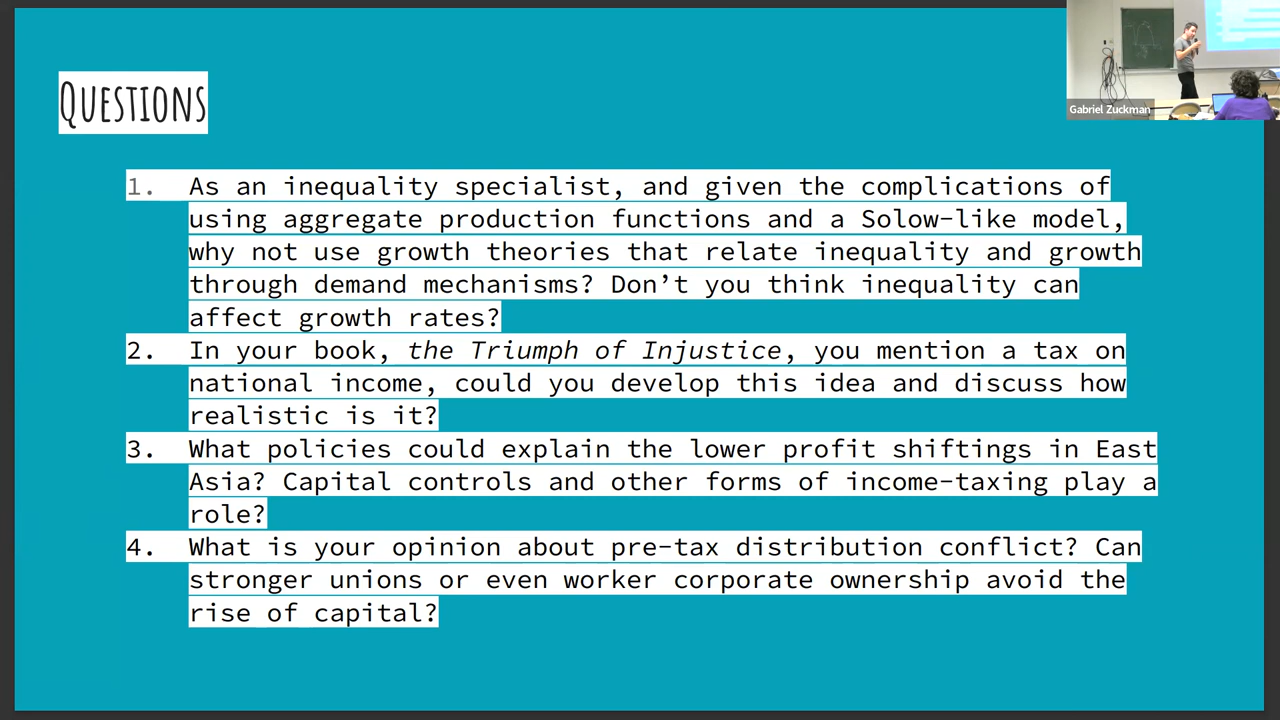 QUESTIONS
Gabriel Zuckman
1. As an inequality specialist, and given the complications of
using aggregate production functions and a Solow-like model,
why not use growth theories that relate inequality and growth
through demand mechanisms? Don’t you think inequality can
affect growth rates?
2. In your book, the Triumph of Injustice, you mention a tax on
national income, could you develop this idea and discuss how
realistic is it?
3. What policies could explain the lower profit shiftings in East
Asia? Capital controls and other forms of income-taxing play a
role?
4. What is your opinion about pre-tax distribution conflict? Can
stronger unions or even worker corporate ownership avoid the
rise of capital?